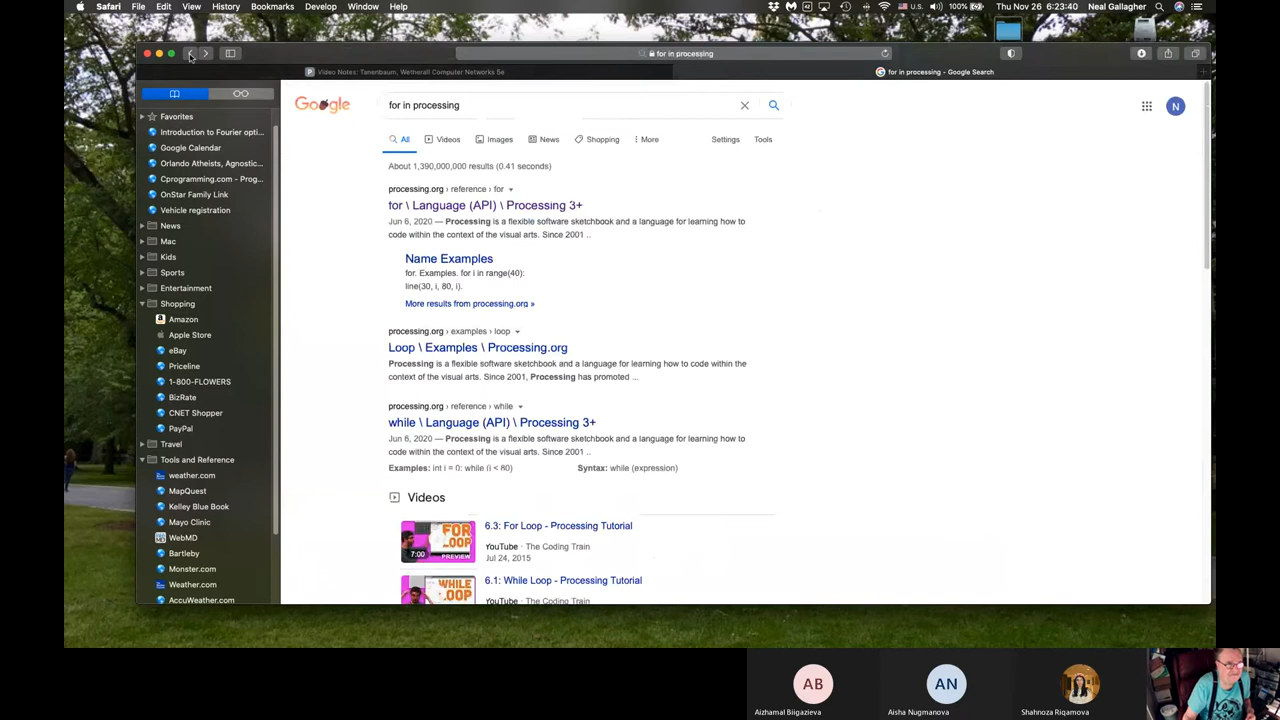 Safari File Edit View History Bookmarks Develop Window Help
42 U.S. 100% Thu Nov 26 6:23:40 Neal Gallagher
for in processing
Video Notes: Tanenbaum, Wetherall Computer Networks 5e
for in processing - Google Search
Favorites
Introduction to Fourier opti...
Google Calendar
Orlando Atheists, Agnostic...
Cprogramming.com - Prog...
OnStar Family Link
Vehicle registration
News
Mac
Kids
Sports
Entertainment
Shopping
Amazon
Apple Store
eBay
Priceline
1-800-FLOWERS
BizRate
CNET Shopper
PayPal
Travel
Tools and Reference
weather.com
MapQuest
Kelley Blue Book
Mayo Clinic
WebMD
Bartleby
Monster.com
Weather.com
AccuWeather.com
Google
for in processing
N
All Videos Images News Shopping More Settings Tools
About 1,390,000,000 results (0.41 seconds)
processing.org › reference › for
for \ Language (API) \ Processing 3+
Jun 6, 2020 — Processing is a flexible software sketchbook and a language for learning how to
code within the context of the visual arts. Since 2001 ..
Name Examples
for. Examples. for i in range(40):
line(30, i, 80, i).
More results from processing.org »
processing.org › examples › loop
Loop \ Examples \ Processing.org
Processing is a flexible software sketchbook and a language for learning how to code within the
context of the visual arts. Since 2001, Processing has promoted ...
processing.org › reference › while
while \ Language (API) \ Processing 3+
Jun 6, 2020 — Processing is a flexible software sketchbook and a language for learning how to
code within the context of the visual arts. Since 2001 ..
Examples: int i = 0; while (i < 80) Syntax: while (expression)
Videos
FOR LOOP
7:00 PREVIEW
6.3: For Loop - Processing Tutorial
YouTube · The Coding Train
Jul 24, 2015
WHILE LOOP
6.1: While Loop - Processing Tutorial
YouTube · The Coding Train
AB
AN
Aizhamal Biigazieva
Aisha Nugmanova
Shahnoza Riqamova